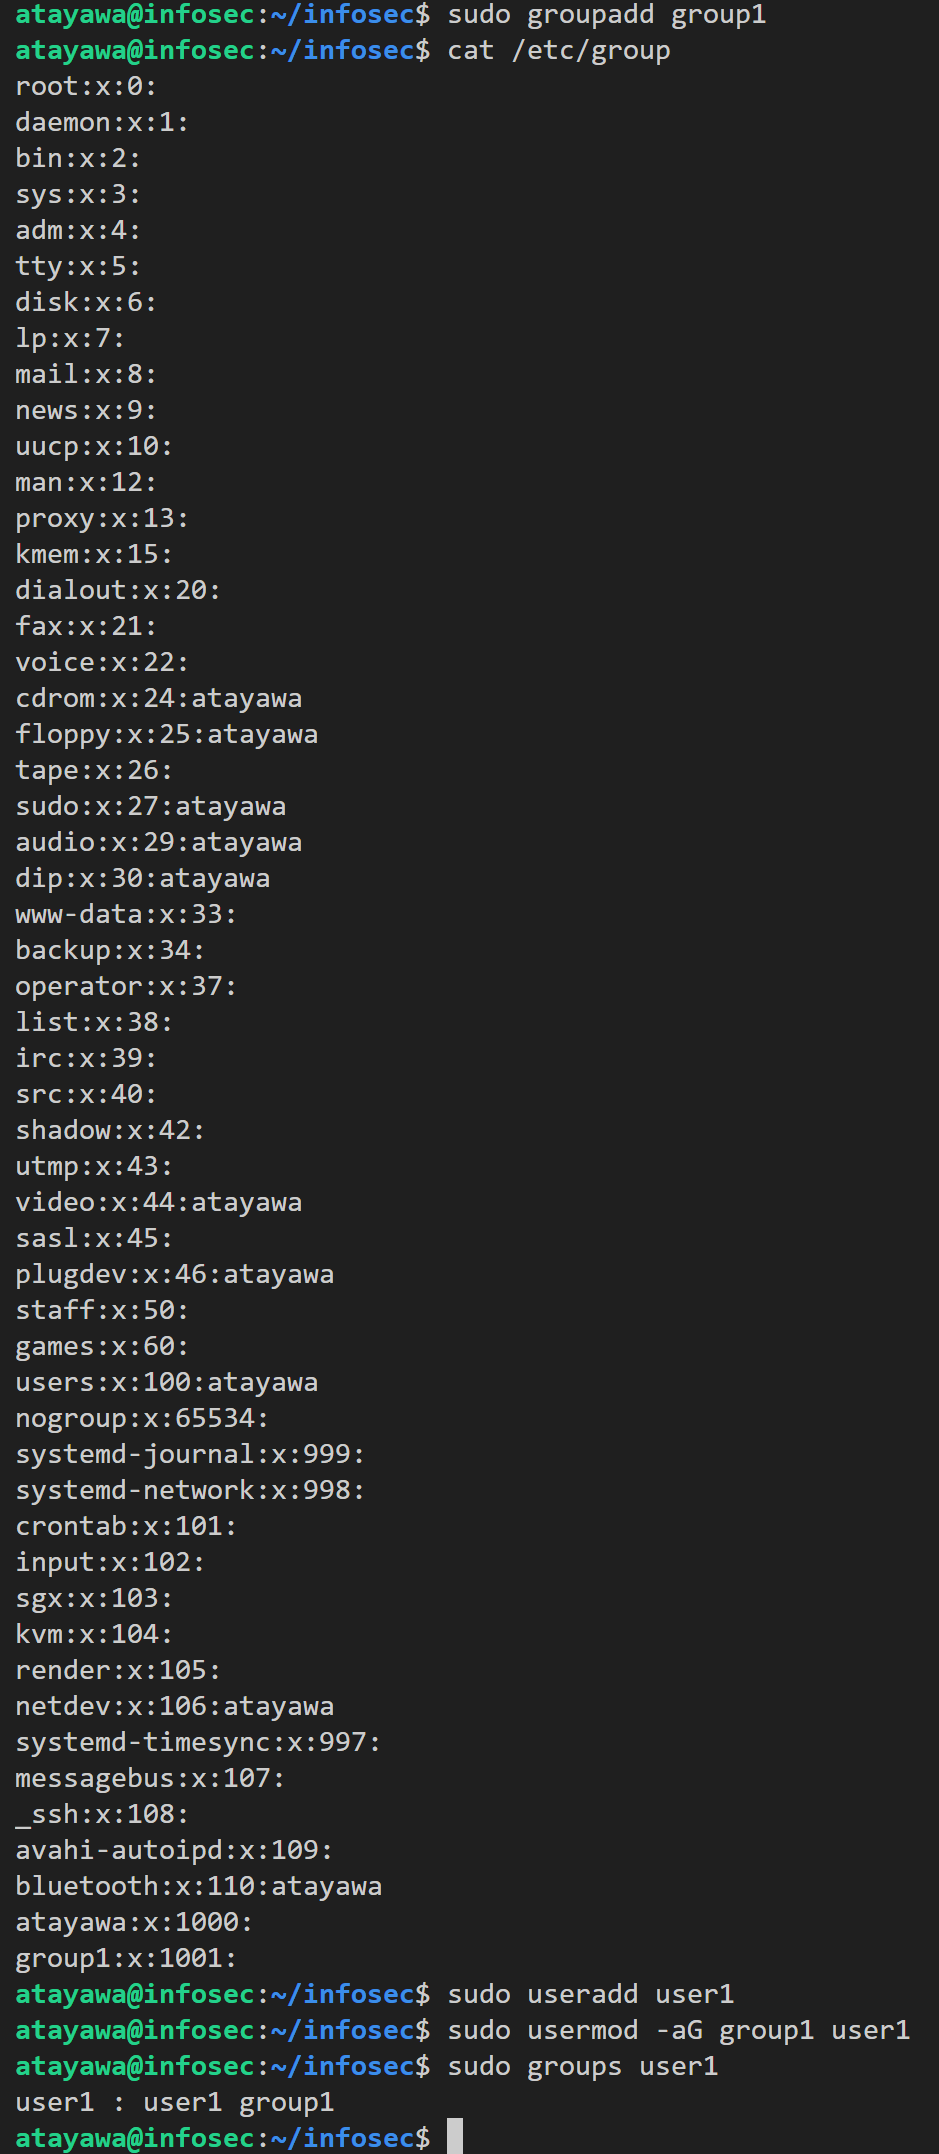 atayawa@infosec:~/infosec$ sudo groupadd group1
atayawa@infosec:~/infosec$ cat /etc/group
root:x:0:
daemon:x:1:
bin:x:2:
sys:x:3:
adm:x:4:
tty:x:5:
disk:x:6:
lp:x:7:
mail:x:8:
news:x:9:
uucp:x:10:
man:x:12:
proxy:x:13:
kmem:x:15:
dialout:x:20:
fax:x:21:
voice:x:22:
cdrom:x:24:atayawa
floppy:x:25:atayawa
tape:x:26:
sudo:x:27:atayawa
audio:x:29:atayawa
dip:x:30:atayawa
www-data:x:33:
backup:x:34:
operator:x:37:
list:x:38:
irc:x:39:
src:x:40:
shadow:x:42:
utmp:x:43:
video:x:44:atayawa
sasl:x:45:
plugdev:x:46:atayawa
staff:x:50:
games:x:60:
users:x:100:atayawa
nogroup:x:65534:
systemd-journal:x:999:
systemd-network:x:998:
crontab:x:101:
input:x:102:
sgx:x:103:
kvm:x:104:
render:x:105:
netdev:x:106:atayawa
systemd-timesync:x:997:
messagebus:x:107:
_ssh:x:108:
avahi-autoipd:x:109:
bluetooth:x:110:atayawa
atayawa:x:1000:
group1:x:1001:
atayawa@infosec:~/infosec$ sudo useradd user1
atayawa@infosec:~/infosec$ sudo usermod -aG group1 user1
atayawa@infosec:~/infosec$ sudo groups user1
user1 : user1 group1
atayawa@infosec:~/infosec$